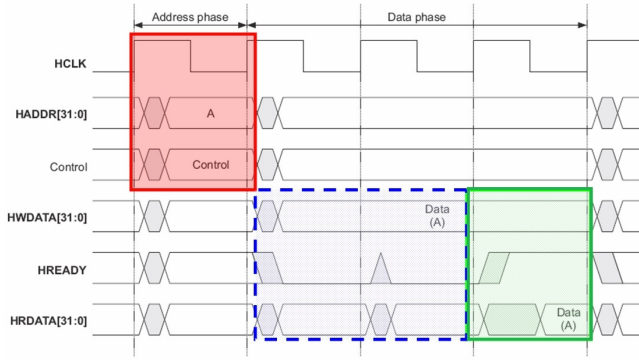 Address phase
Data phase
HCLK
HADDR[31:0]
A
Control
Control
HWDATA[31:0]
Data
(A)
HREADY
HRDATA[31:0]
Data
(A)